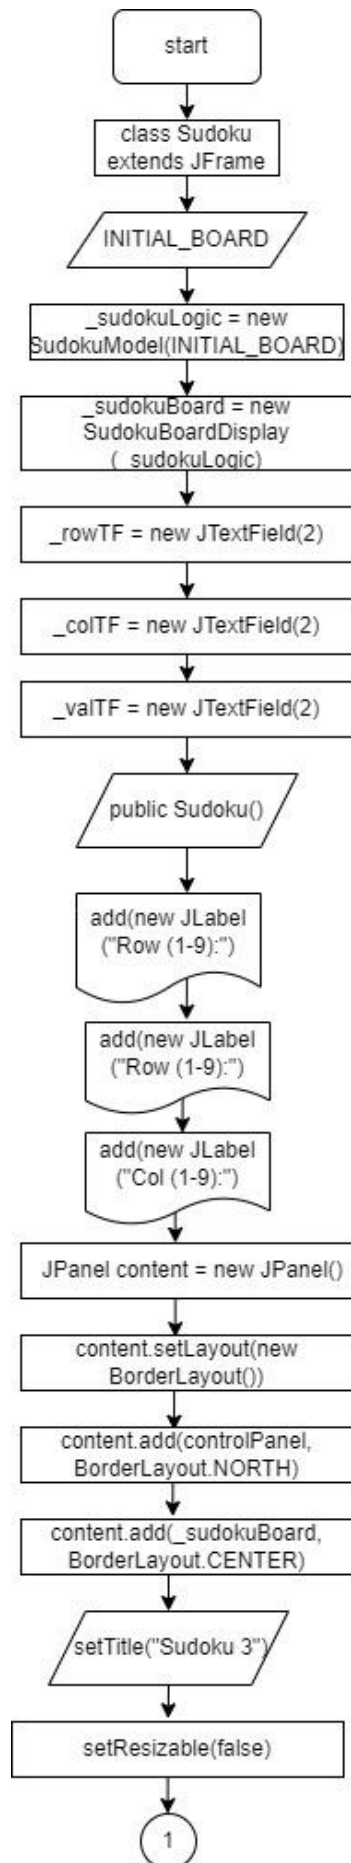 start
class Sudoku
extends JFrame
INITIAL_BOARD
_sudokuLogic = new
SudokuModel(INITIAL_BOARD)
_sudokuBoard = new
SudokuBoardDisplay
(_sudokuLogic)
_rowTF = new JTextField(2)
_colTF = new JTextField(2)
_valTF = new JTextField(2)
public Sudoku()
add(new JLabel
("Row (1-9):")
add(new JLabel
("Row (1-9):")
add(new JLabel
("Col (1-9):")
JPanel content = new JPanel()
content.setLayout(new
BorderLayout())
content.add(controlPanel,
BorderLayout.NORTH)
content.add(_sudokuBoard,
BorderLayout.CENTER)
setTitle("Sudoku 3")
setResizable(false)
1